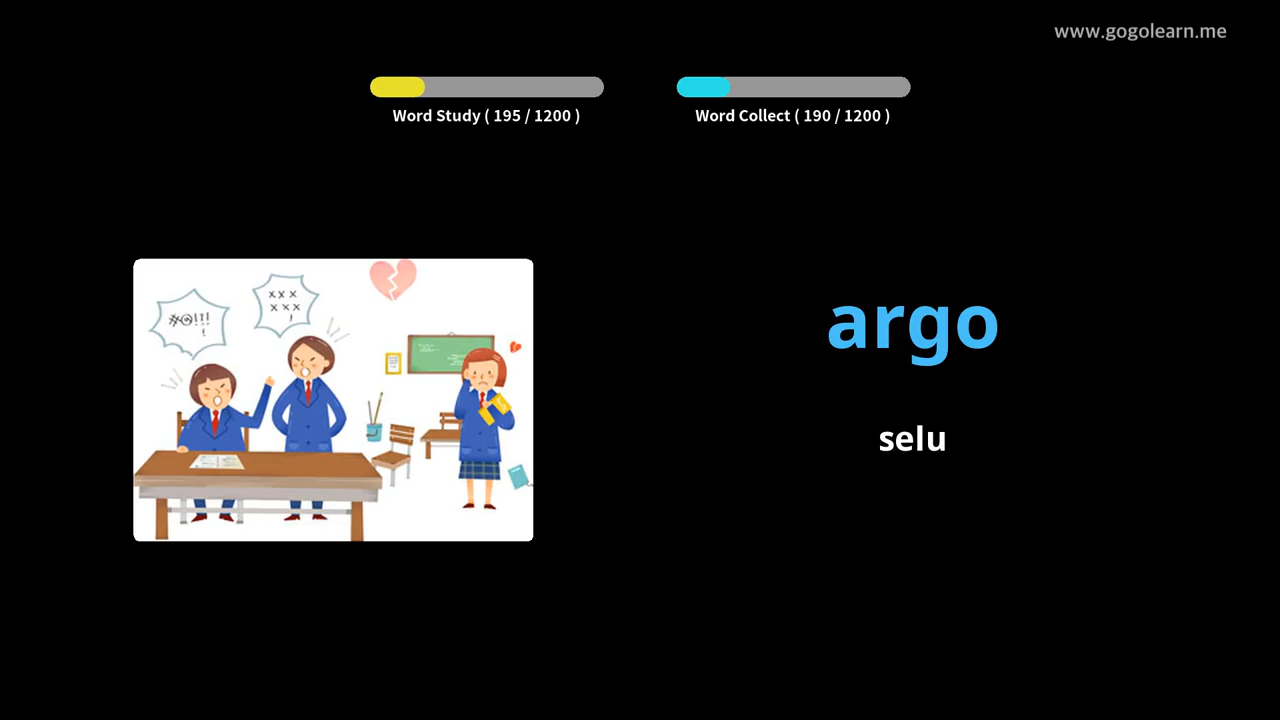 www.gogolearn.me
Word Study ( 195 / 1200 )
Word Collect ( 190 / 1200 )
#@!!!
!
x x x
x x x
!
argo
selu